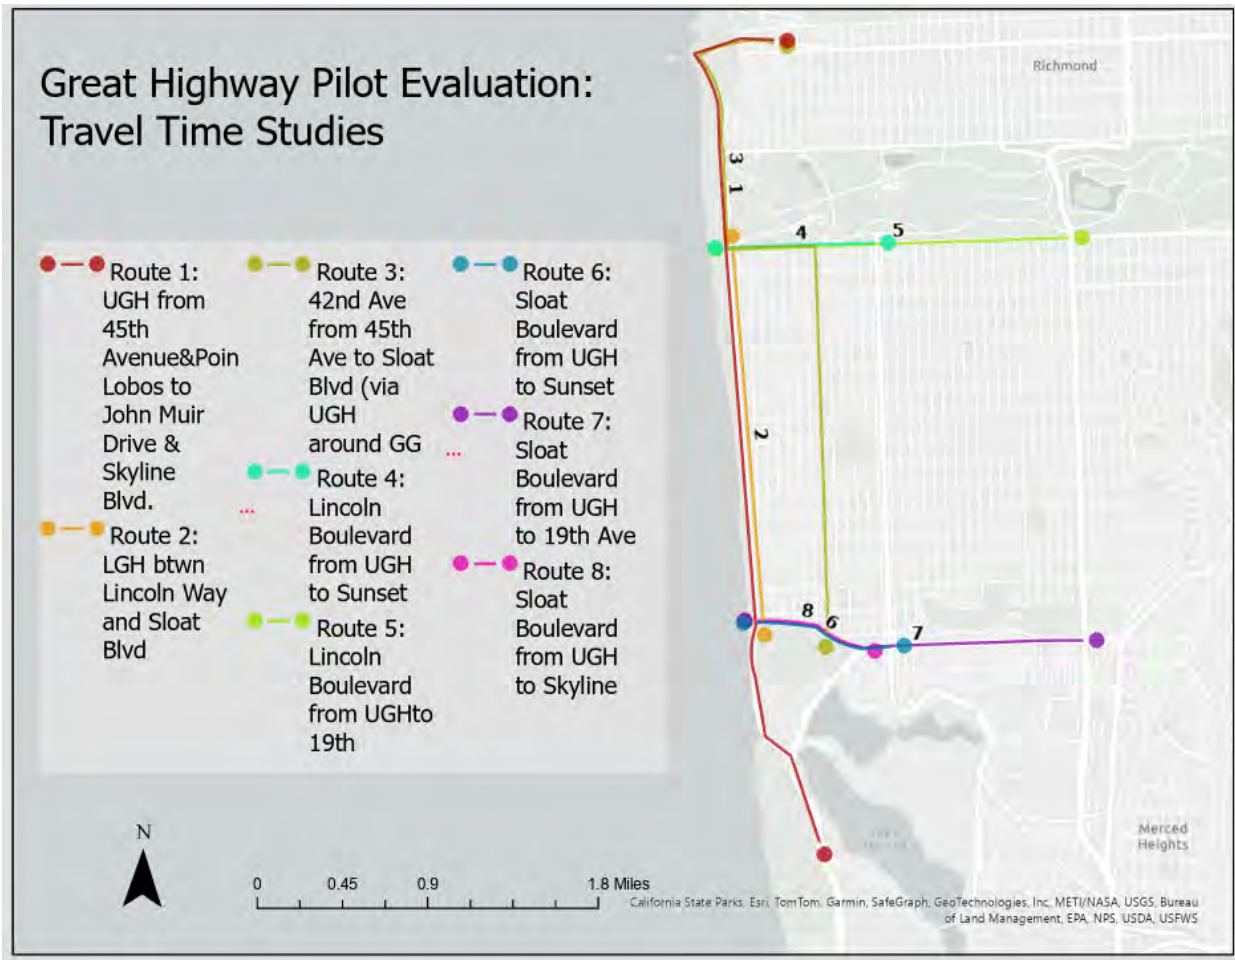 Great Highway Pilot Evaluation:
Travel Time Studies
Route 1:
UGH from
45th
Avenue&Poin
Lobos to
John Muir
Drive &
Skyline
Blvd.
Route 2:
LGH btwn
Lincoln Way
and Sloat
Blvd
Route 3:
42nd Ave
from 45th
Ave to Sloat
Blvd (via
UGH
around GG
...
Route 4:
Lincoln
Boulevard
from UGH
to Sunset
Route 5:
Lincoln
Boulevard
from UGHto
19th
...
Route 6:
Sloat
Boulevard
from UGH
to Sunset
Route 7:
Sloat
Boulevard
from UGH
to 19th Ave
Route 8:
Sloat
Boulevard
from UGH
to Skyline
Richmond
3
1
4
5
2
8
6
7
Merced
Heights
N
0 0.45 0.9 1.8 Miles
California State Parks, Esri, TomTom, Garmin, SafeGraph, GeoTechnologies, Inc, METI/NASA, USGS, Bureau
of Land Management, EPA, NPS, USDA, USFWS